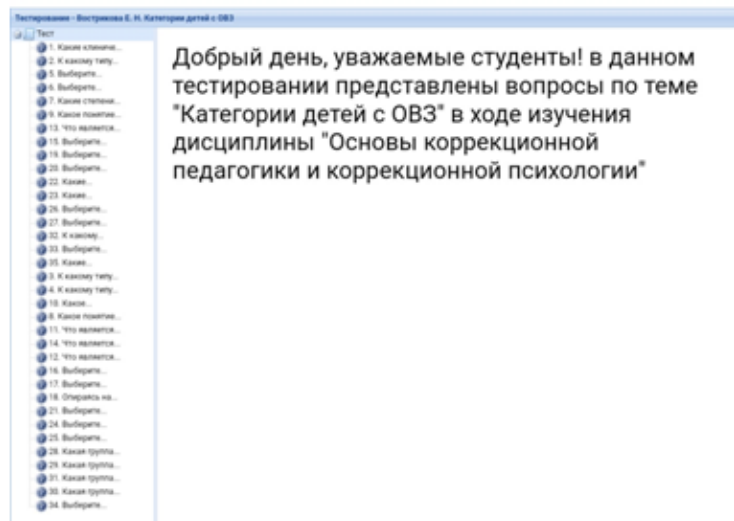 Тестирование - Вострикова Е. Н. Категории детей с ОВЗ
Тест
1. Какие клиниче...
2. К какому типу...
5. Выберите...
6. Выберете...
7. Какие степени...
9. Какое понятие...
13. Что является...
15. Выберите...
19. Выберите...
20. Выберите...
22. Какие...
23. Какие...
26. Выберите...
27. Выберите...
32. К какому...
33. Выберите...
35. Какие...
3. К какому типу...
4. К какому типу...
10. Какое...
8. Какое понятие...
11. Что является...
14. Что является...
12. Что является...
16. Выберите...
17. Выберите...
18. Опираясь на...
21. Выберите...
24. Выберите...
25. Выберите...
28. Какая группа...
29. Какая группа...
31. Какая группа...
30. Какая группа...
34. Выберите...
Добрый день, уважаемые студенты! в данном
тестировании представлены вопросы по теме
"Категории детей с ОВЗ" в ходе изучения
дисциплины "Основы коррекционной
педагогики и коррекционной психологии"